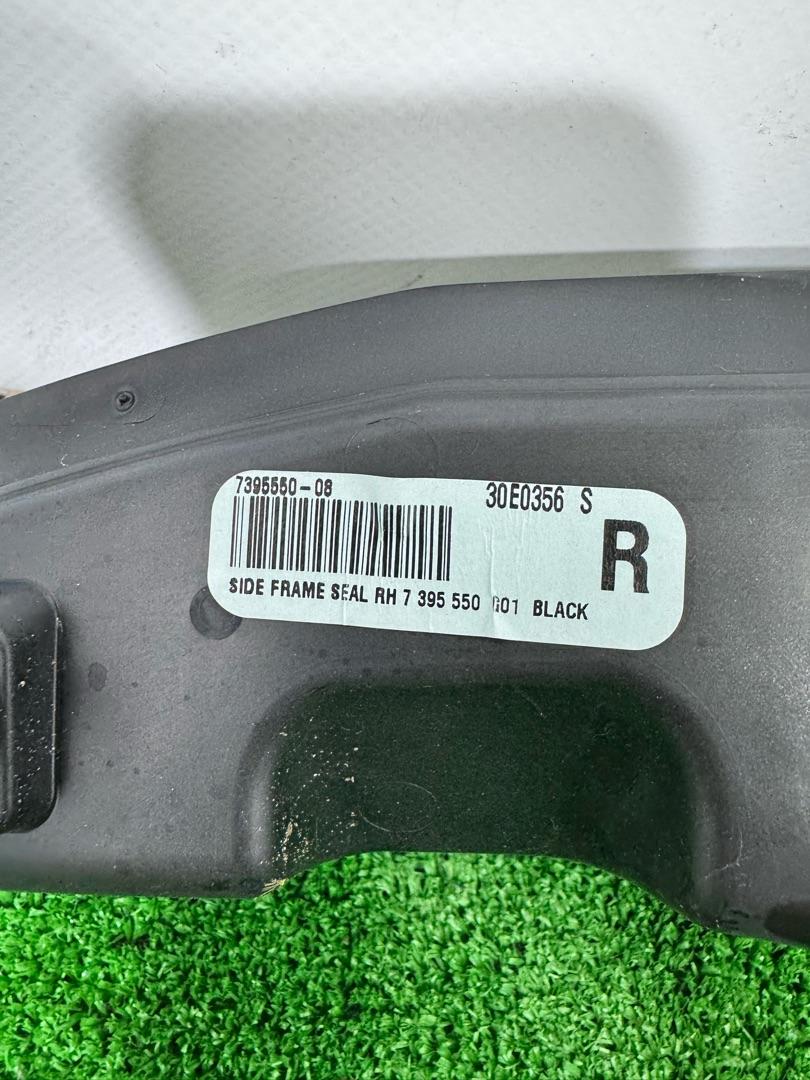 7395550-08
30E0356 S
R
SIDE FRAME SEAL RH 7 395 550 G01 BLACK